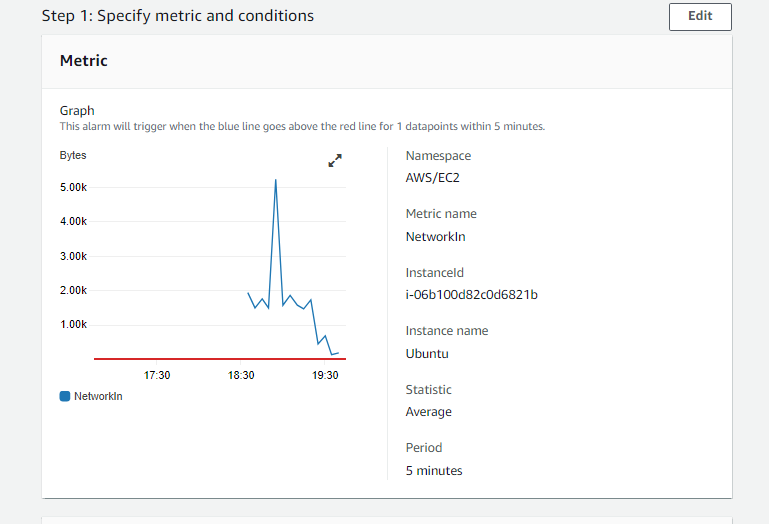 Step 1: Specify metric and conditions
Edit
Metric
Graph
This alarm will trigger when the blue line goes above the red line for 1 datapoints within 5 minutes.
Bytes
5.00k
4.00k
3.00k
2.00k
1.00k
17:30 18:30 19:30
NetworkIn
Namespace
AWS/EC2
Metric name
NetworkIn
InstanceId
i-06b100d82c0d6821b
Instance name
Ubuntu
Statistic
Average
Period
5 minutes